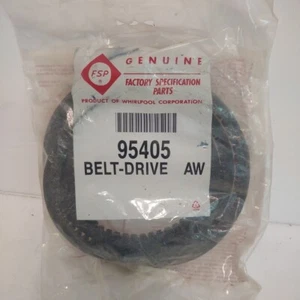 GENUINE
FSP
®
FACTORY SPECIFICATION
PARTS
PRODUCT OF WHIRLPOOL CORPORATION
95405
BELT-DRIVE AW